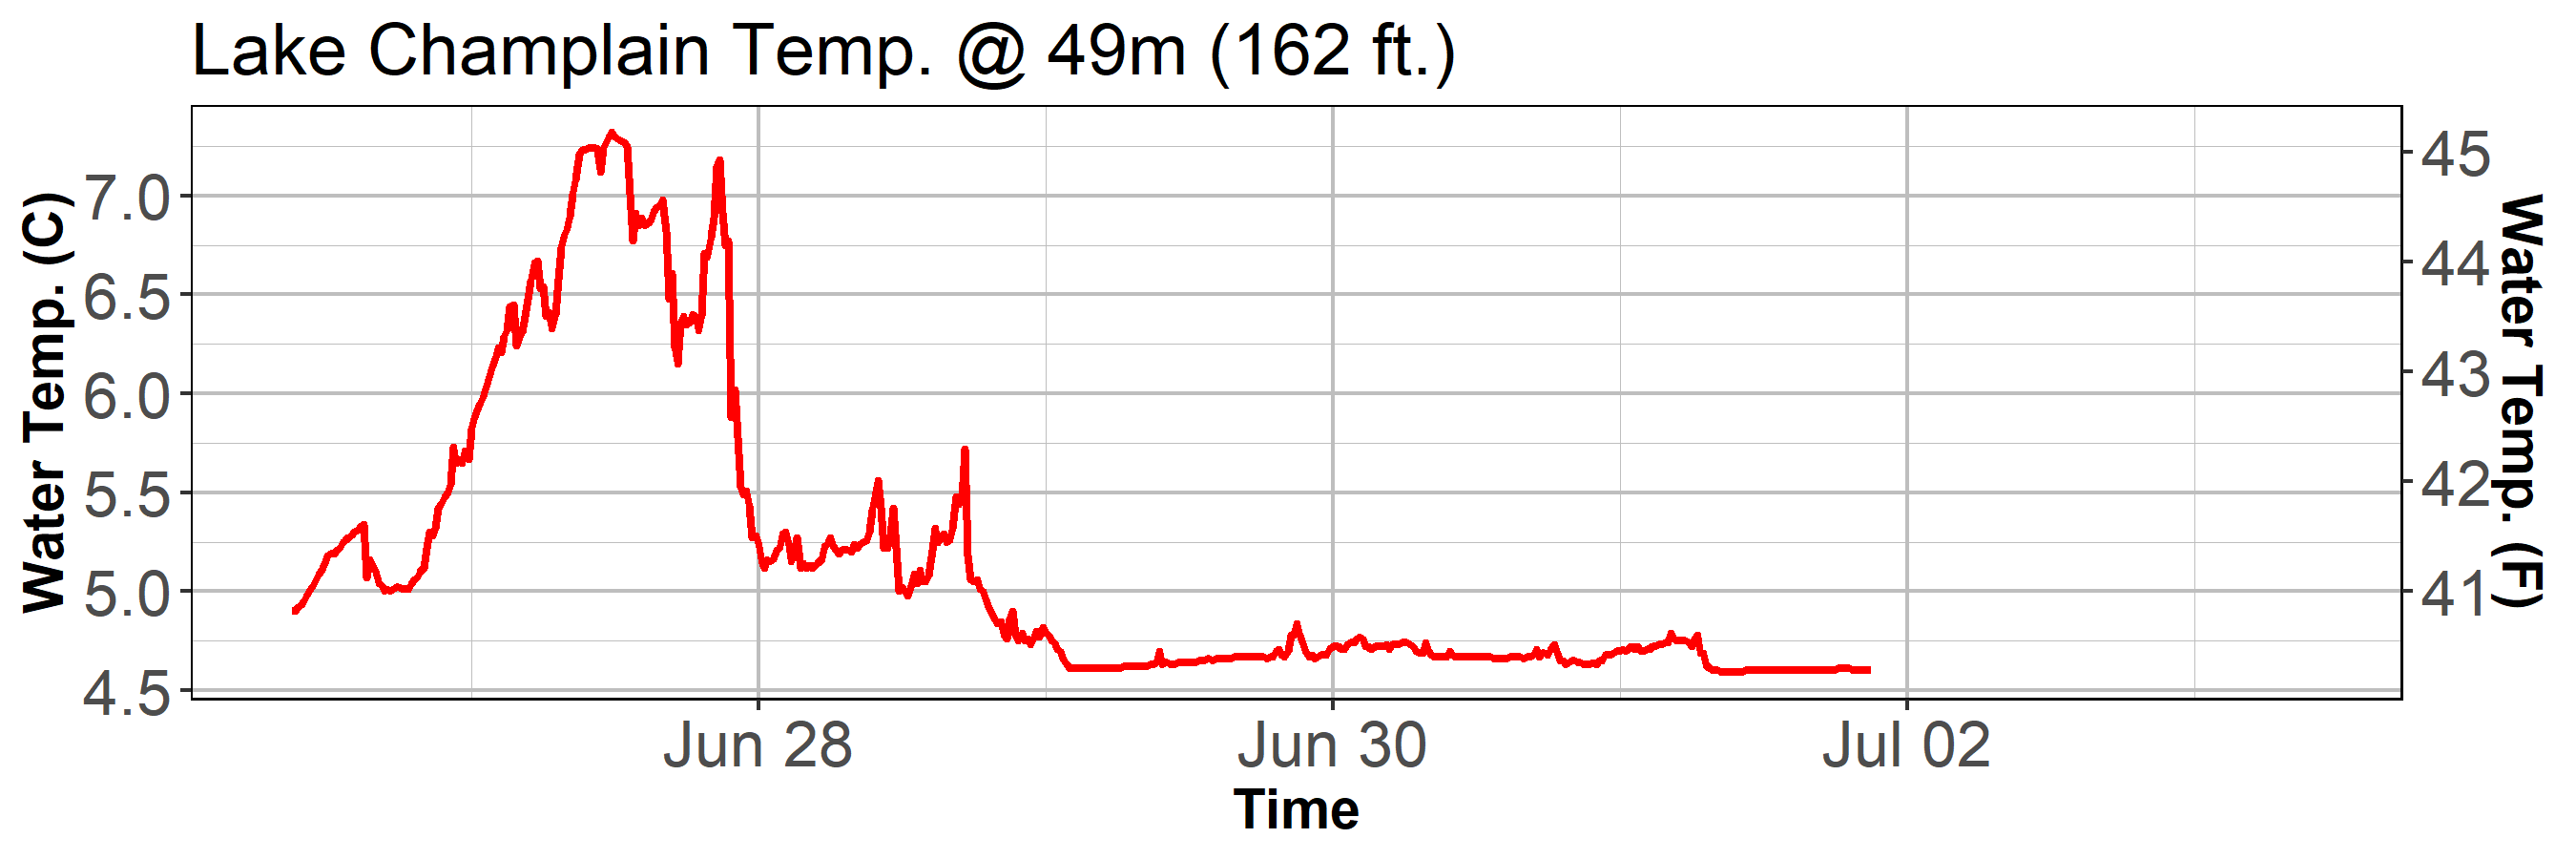 Lake Champlain Temp. @ 49m (162 ft.)
Water Temp. (C)
7.0
6.5
6.0
5.5
5.0
4.5
45
44
43
42
41
Water Temp. (F)
Jun 28 Jun 30 Jul 02
Time